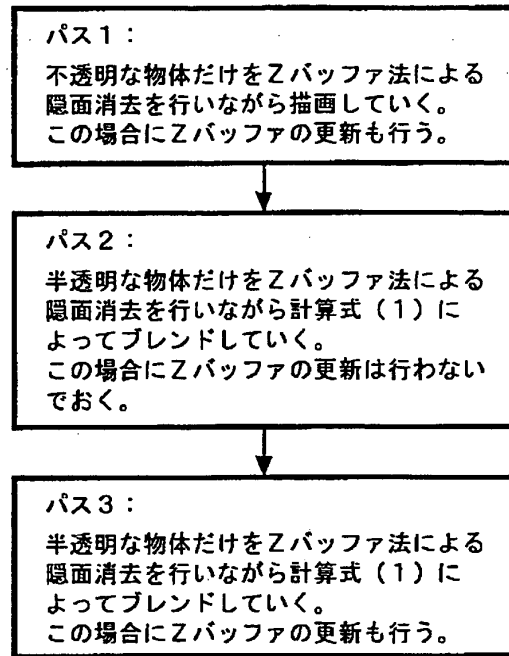 パス1：
不透明な物体だけをZバッファ法による
隠面消去を行いながら描画していく。
この場合にZバッファの更新も行う。
パス2：
半透明な物体だけをZバッファ法による
隠面消去を行いながら計算式（1）に
よってブレンドしていく。
この場合にZバッファの更新は行わない
でおく。
パス3：
半透明な物体だけをZバッファ法による
隠面消去を行いながら計算式（1）に
よってブレンドしていく。
この場合にZバッファの更新も行う。